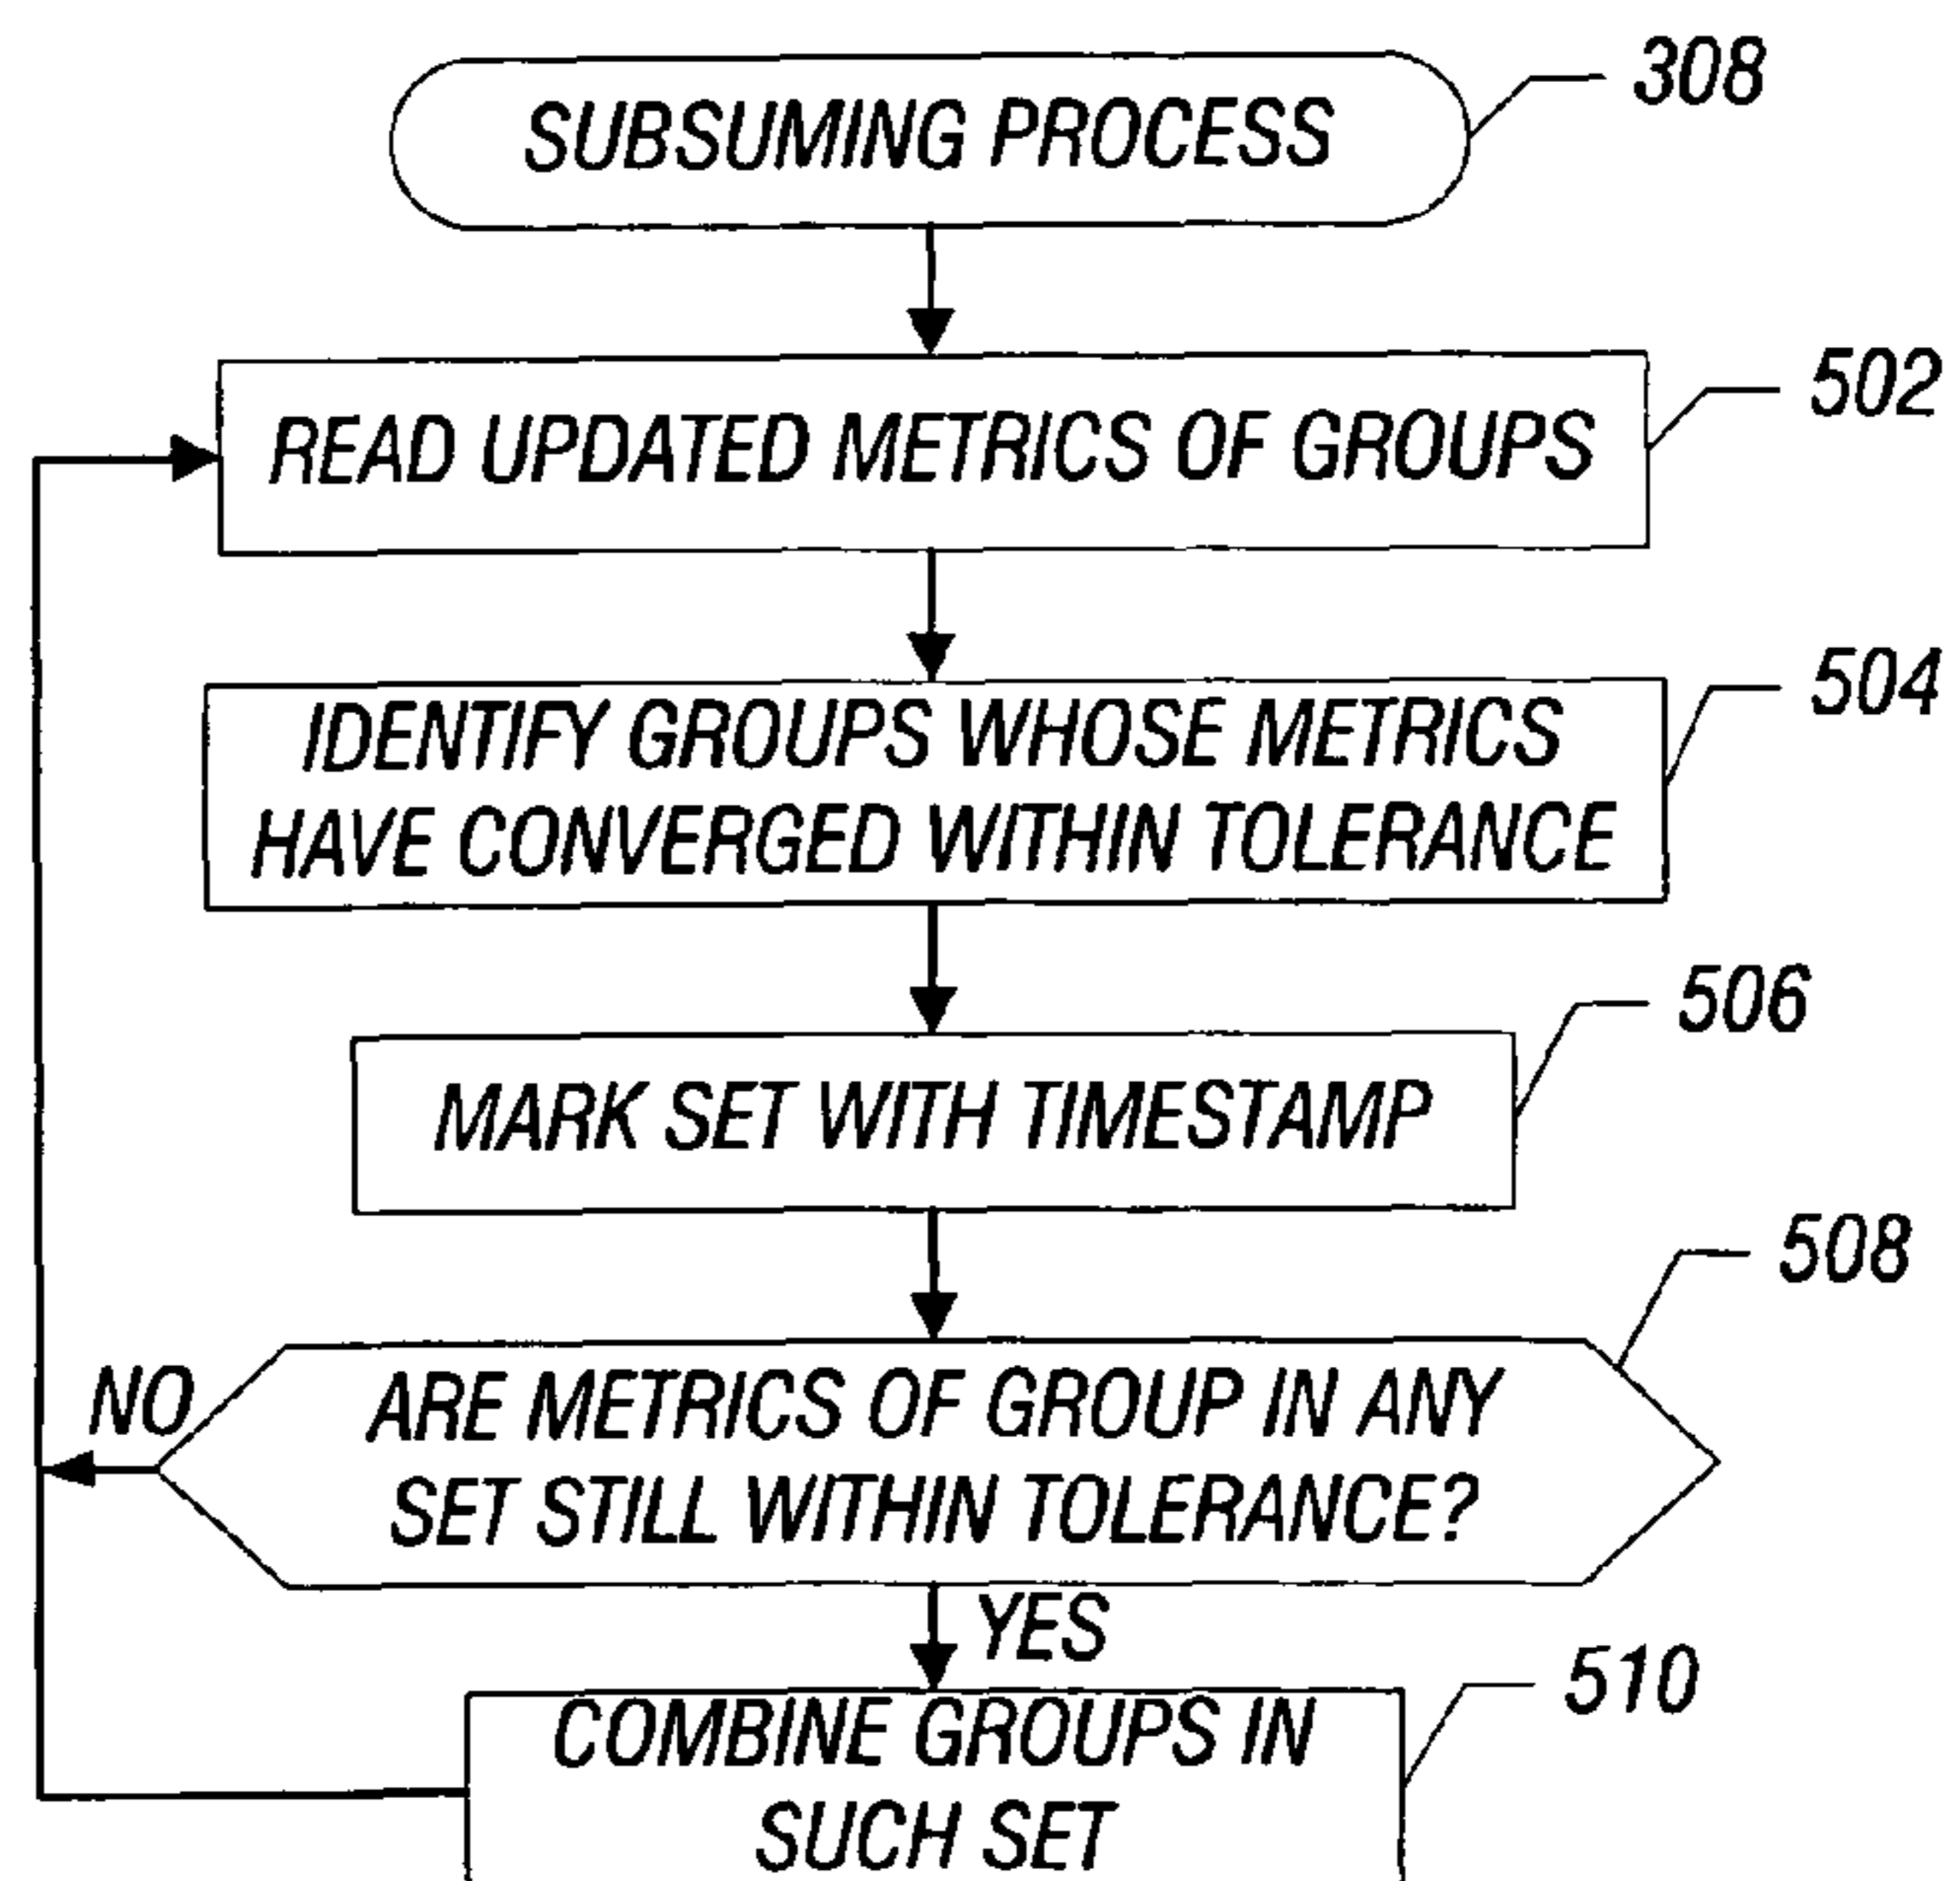 SUBSUMING PROCESS
308
READ UPDATED METRICS OF GROUPS
502
IDENTIFY GROUPS WHOSE METRICS
HAVE CONVERGED WITHIN TOLERANCE
504
MARK SET WITH TIMESTAMP
506
ARE METRICS OF GROUP IN ANY
SET STILL WITHIN TOLERANCE?
508
NO
YES
COMBINE GROUPS IN
SUCH SET
510